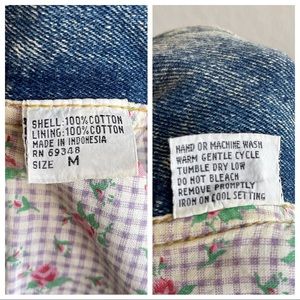 SHELL:100%COTTON
LINING:100%COTTON
MADE IN INDONESIA
RN 69348
SIZE M
HAND OR MACHINE WASH
WARM GENTLE CYCLE
TUMBLE DRY LOW
DO NOT BLEACH
REMOVE PROMPTLY
IRON ON COOL SETTING